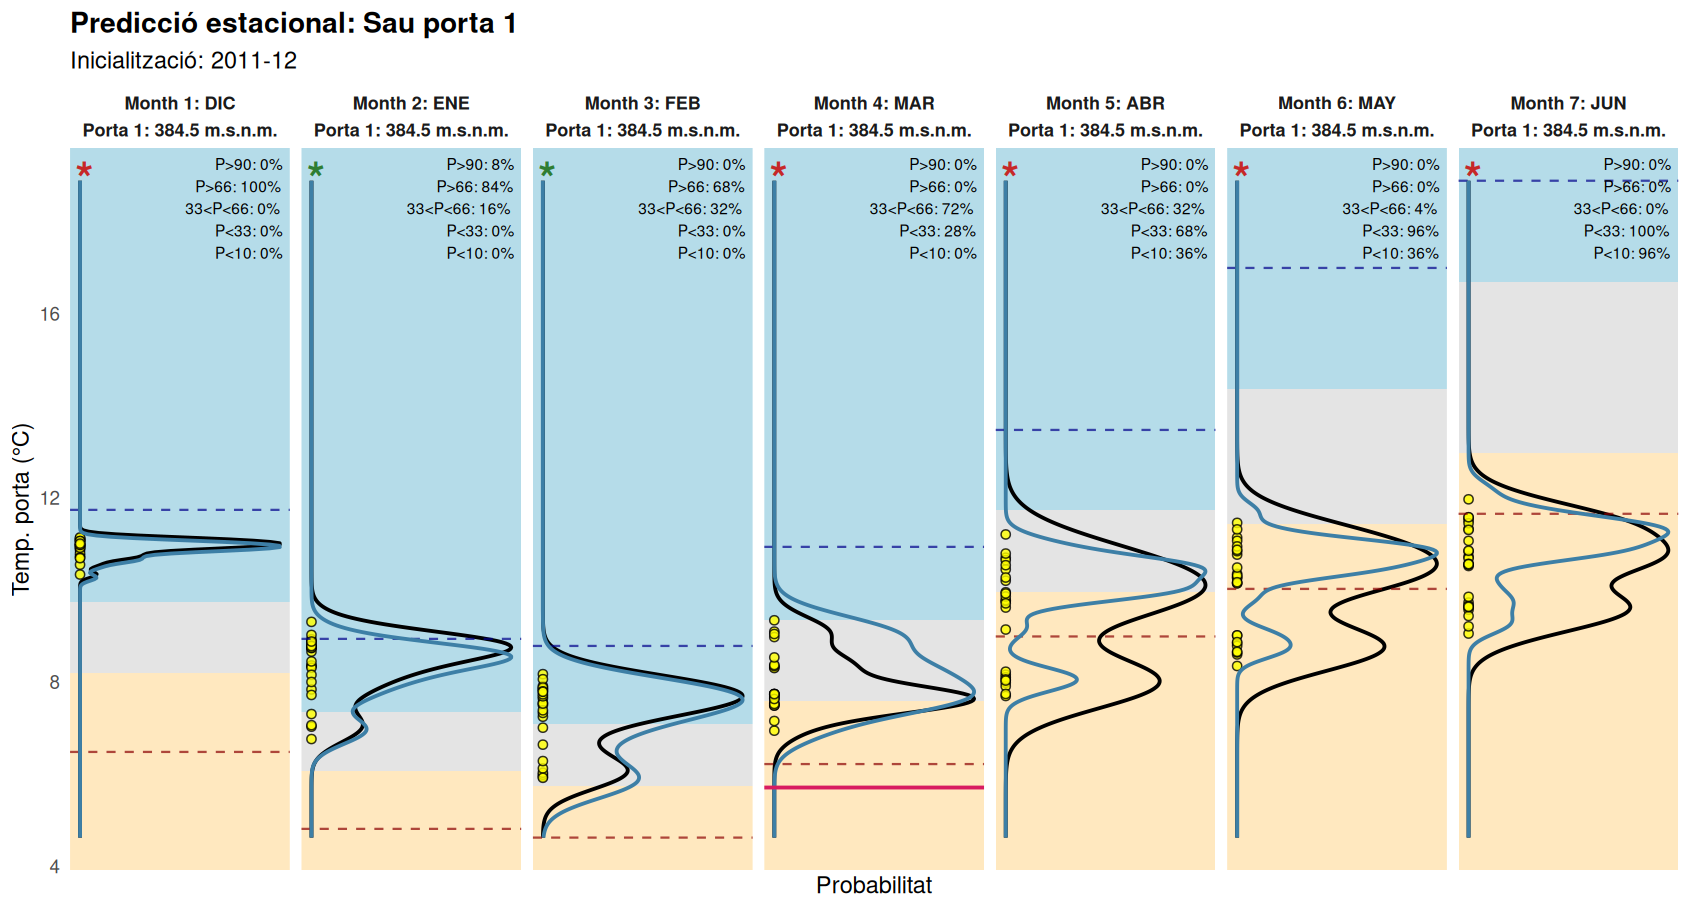 Predicció estacional: Sau porta 1
Inicialització: 2011-12
Month 1: DIC
Porta 1: 384.5 m.s.n.m.
Month 2: ENE
Porta 1: 384.5 m.s.n.m.
Month 3: FEB
Porta 1: 384.5 m.s.n.m.
Month 4: MAR
Porta 1: 384.5 m.s.n.m.
Month 5: ABR
Porta 1: 384.5 m.s.n.m.
Month 6: MAY
Porta 1: 384.5 m.s.n.m.
Month 7: JUN
Porta 1: 384.5 m.s.n.m.
*
P>90: 0%
P>66: 100%
33<P<66: 0%
P<33: 0%
P<10: 0%
*
P>90: 8%
P>66: 84%
33<P<66: 16%
P<33: 0%
P<10: 0%
*
P>90: 0%
P>66: 68%
33<P<66: 32%
P<33: 0%
P<10: 0%
*
P>90: 0%
P>66: 0%
33<P<66: 72%
P<33: 28%
P<10: 0%
*
P>90: 0%
P>66: 0%
33<P<66: 32%
P<33: 68%
P<10: 36%
*
P>90: 0%
P>66: 0%
33<P<66: 4%
P<33: 96%
P<10: 36%
*
P>90: 0%
P>66: 0%
33<P<66: 0%
P<33: 100%
P<10: 96%
Temp. porta (°C)
16
12
8
4
Probabilitat